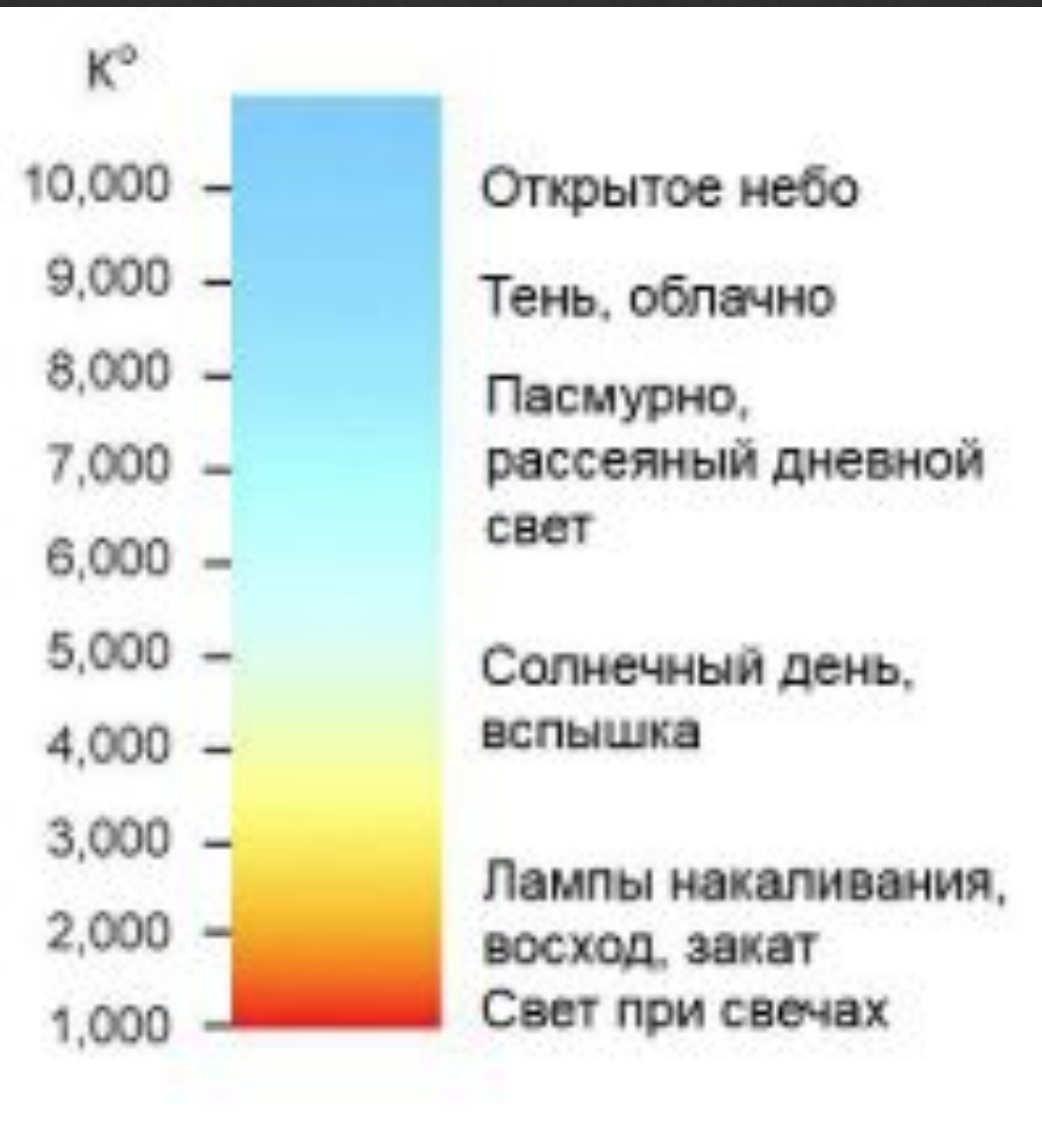 K°
10,000 Открытое небо
9,000
Тень, облачно
8,000
Пасмурно,
7,000 рассеяный дневной
свет
6,000
5,000 Солнечный день,
вспышка
4,000
3,000
Лампы накаливания,
2,000 восход, закат
1,000 Свет при свечах